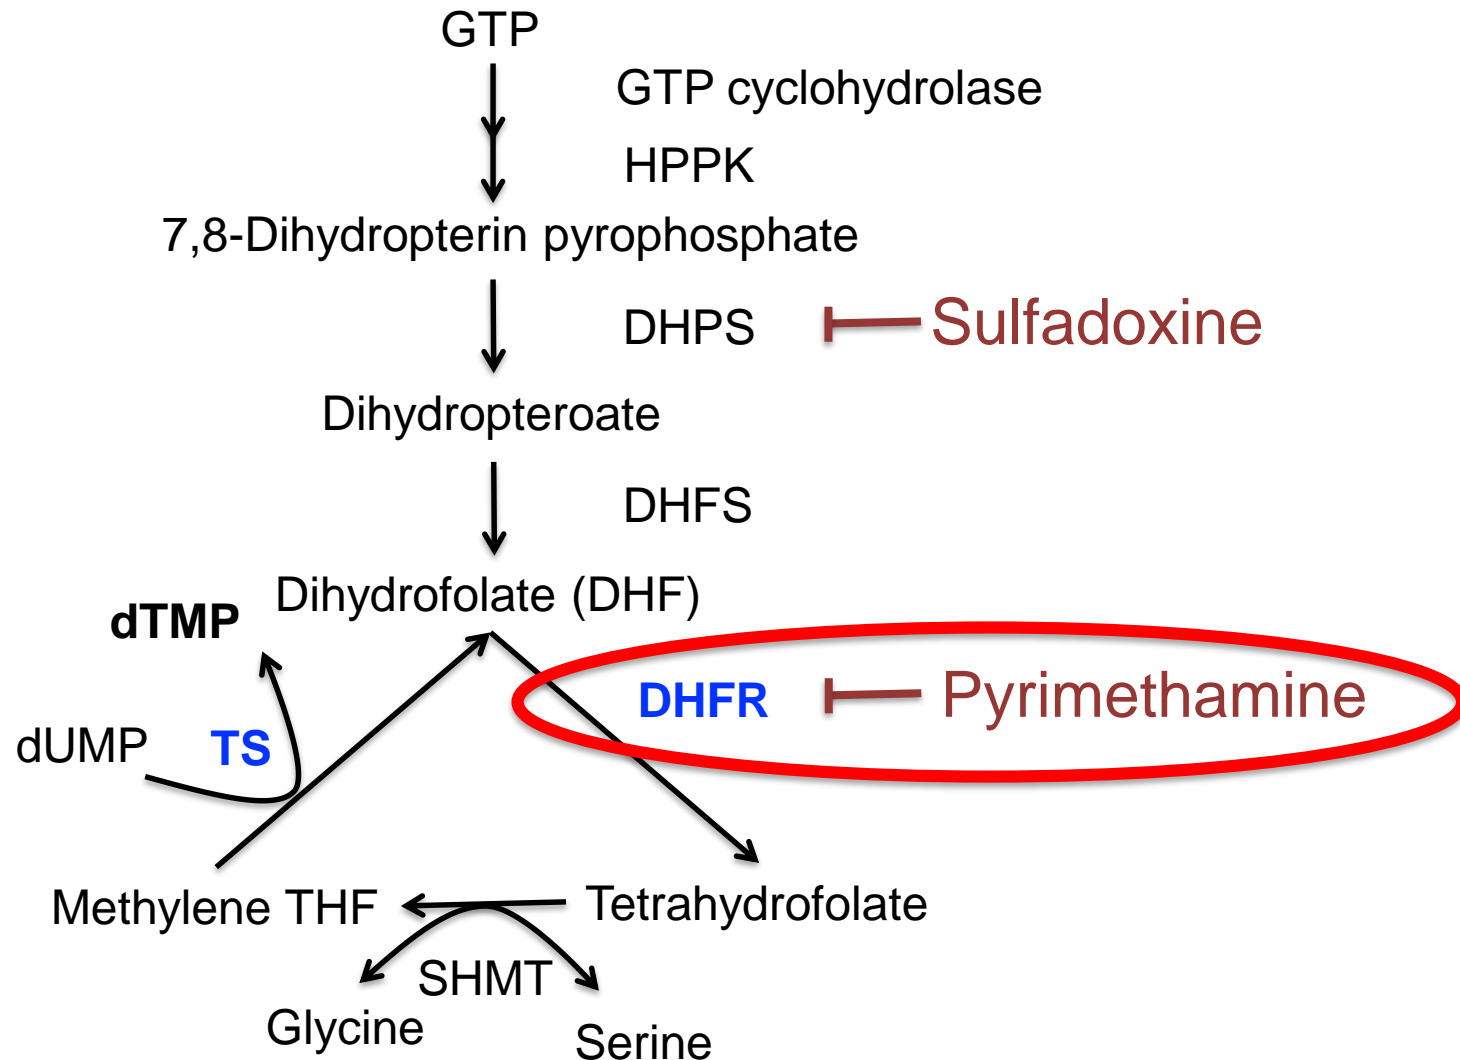 GTP
GTP cyclohydrolase
HPPK
7,8-Dihydropterin pyrophosphate
DHPS
Sulfadoxine
Dihydropteroate
DHFS
Dihydrofolate (DHF)
dTMP
DHFR
Pyrimethamine
dUMP
TS
Methylene THF
Tetrahydrofolate
SHMT
Glycine
Serine